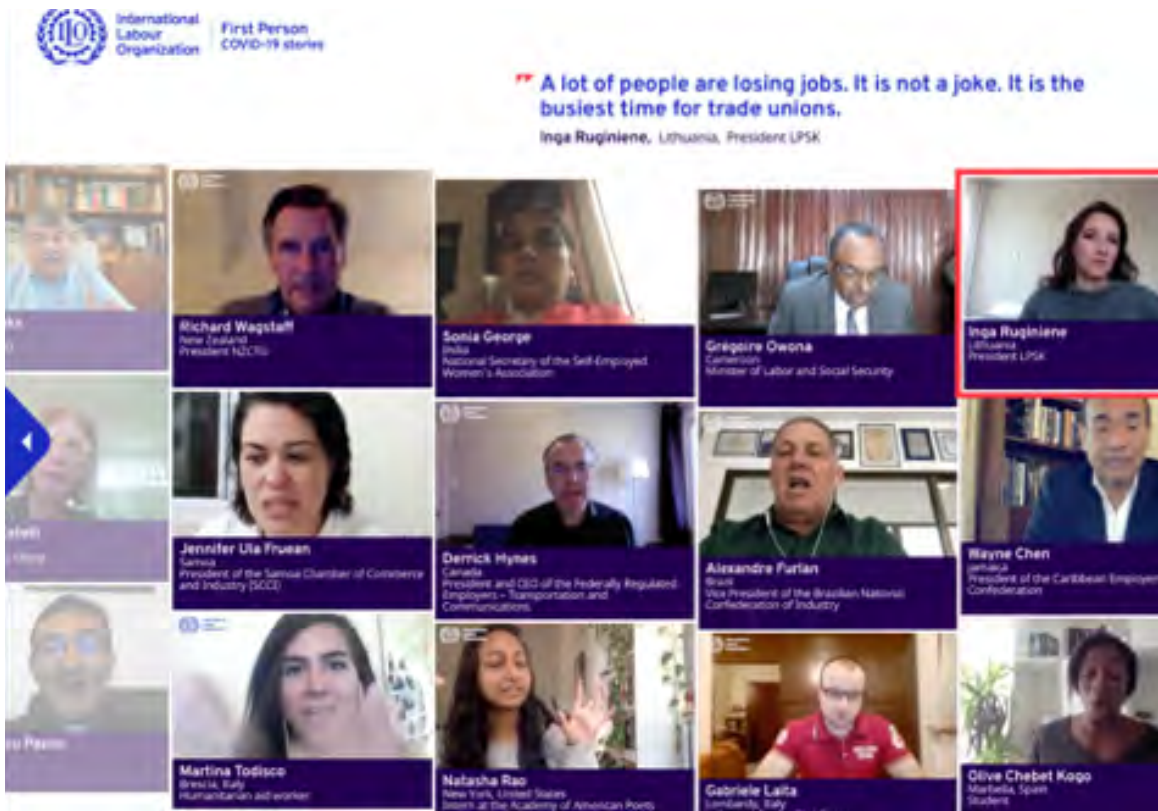 International
Labour
Organization
First Person
COVID-19 stories
A lot of people are losing jobs. It is not a joke. It is the
busiest time for trade unions.
Inga Ruginiene, Lithuania, President LPSK
Richard Wagstaff
New Zealand
President NZCTU
Sonia George
India
National Secretary of the Self-Employed
Women's Association
Grégoire Owona
Cameroon
Minister of Labor and Social Security
Inga Ruginiene
Lithuania
President LPSK
Jennifer Ula Fruean
Samoa
President of the Samoa Chamber of Commerce
and Industry (SCCI)
Derrick Hynes
Canada
President and CEO of the Federally Regulated
Employers – Transportation and
Communications
Alexandre Furlan
Brazil
Vice President of the Brazilian National
Confederation of Industry
Wayne Chen
Jamaica
President of the Caribbean Employers
Confederation
Martina Todisco
Brescia, Italy
Humanitarian aid worker
Natasha Rao
New York, United States
Intern at the Academy of American Poets
Gabriele Laita
Lombardy, Italy
Olive Chebet Kogo
Marbella, Spain
Student